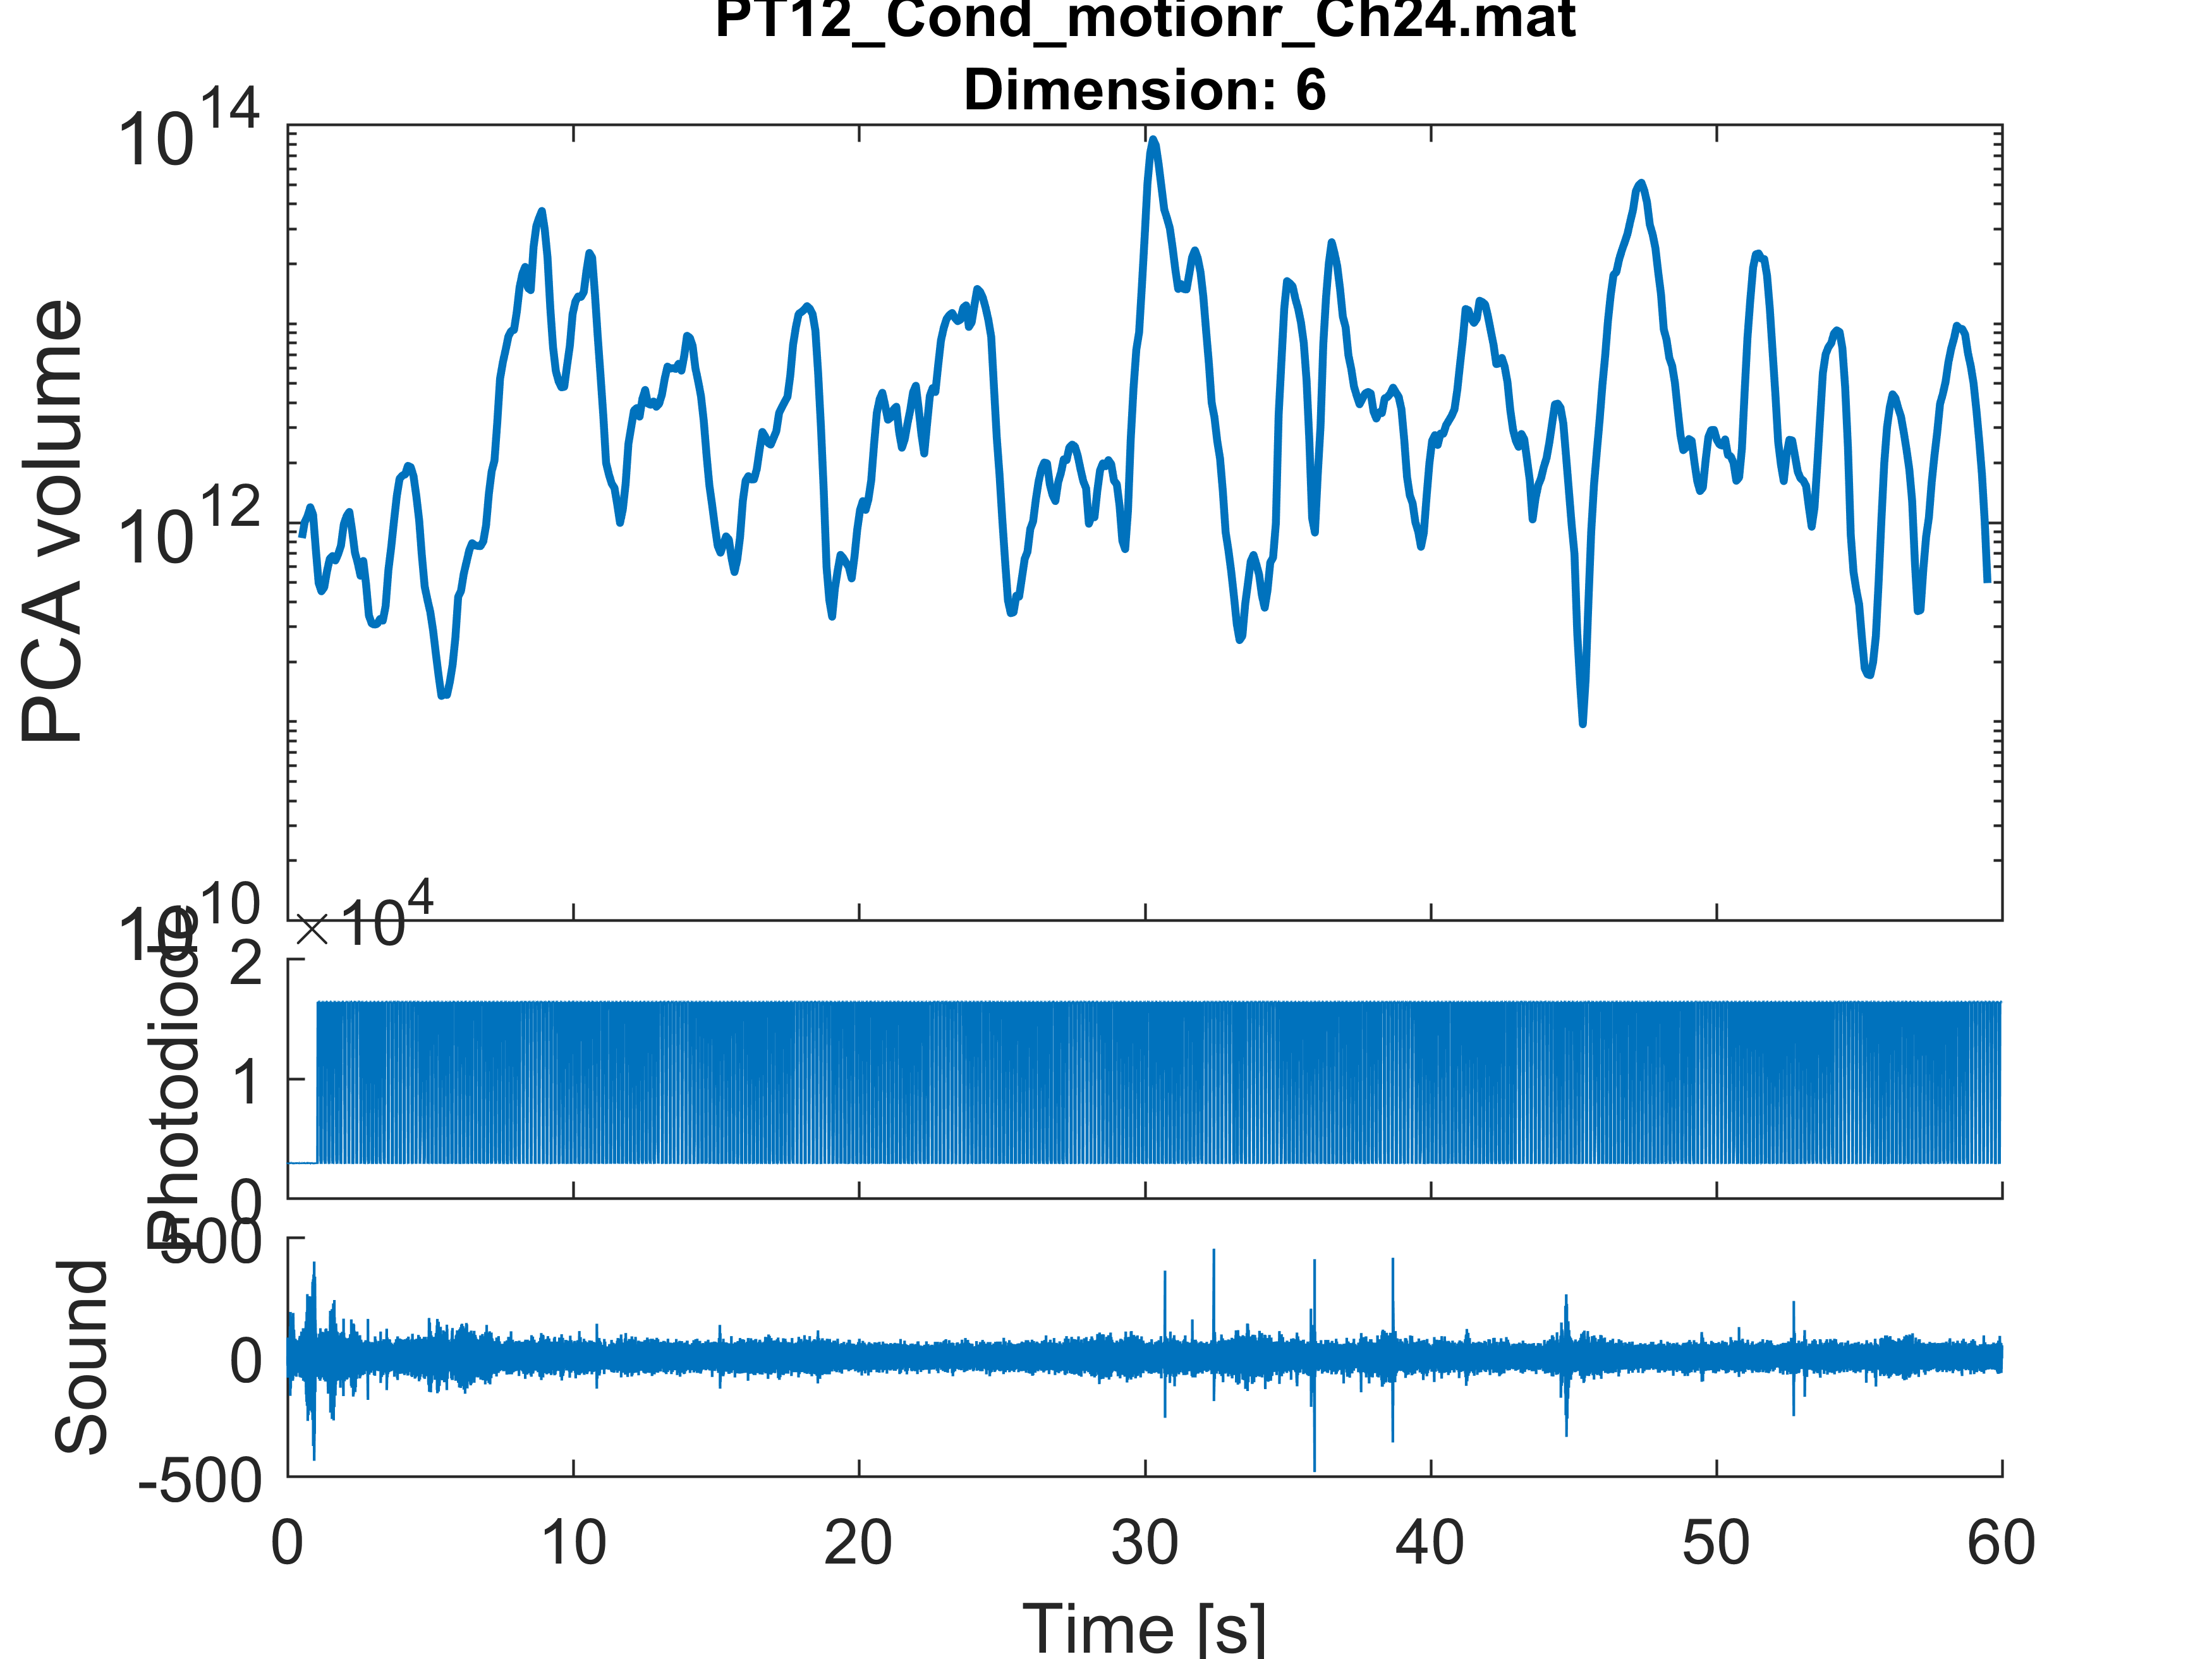 PT12_Cond_motionr_Ch24.mat
Dimension: 6
PCA volume
10^14
10^12
10^10
Photodiode
×10^4
2
1
0
Sound
500
0
-500
0 10 20 30 40 50 60
Time [s]